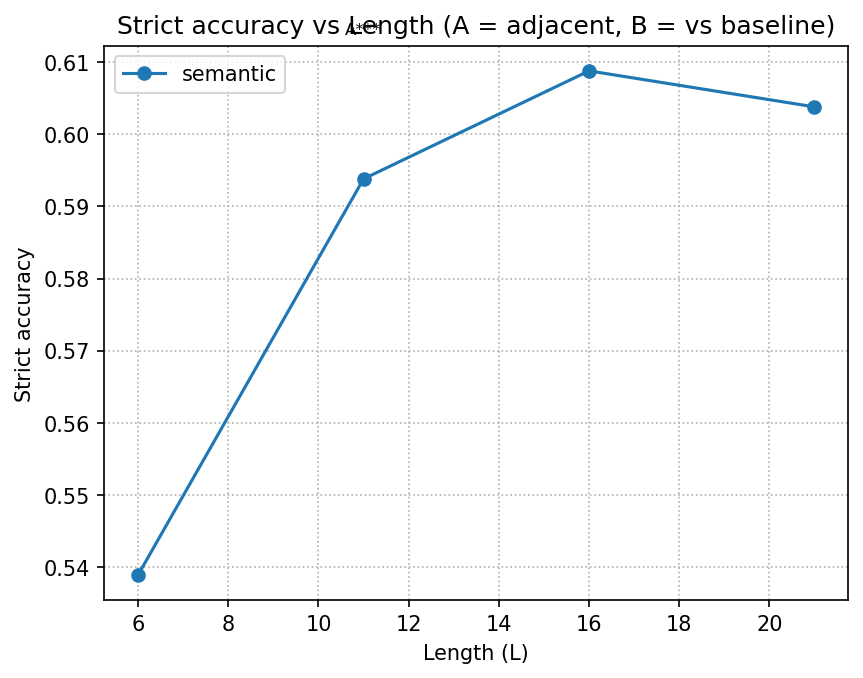 Strict accuracy vs Length (A = adjacent, B = vs baseline)
A***
semantic
0.61
0.60
0.59
0.58
0.57
0.56
0.55
0.54
Strict accuracy
6 8 10 12 14 16 18 20
Length (L)